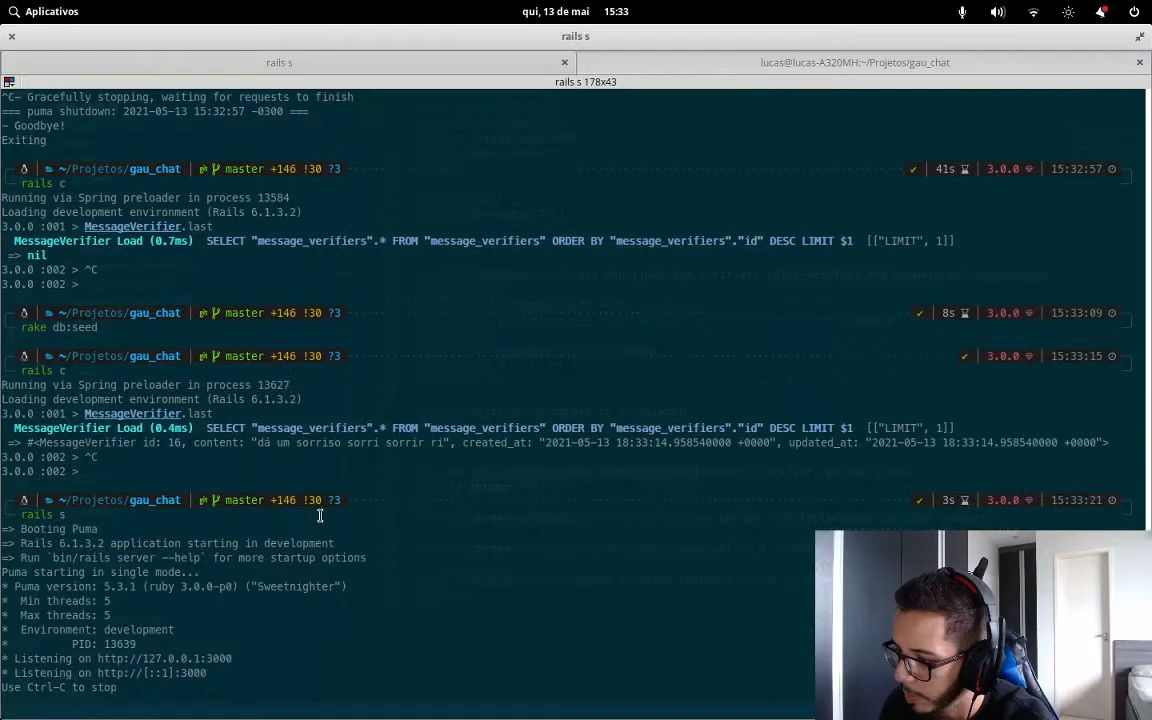 Aplicativos
qui, 13 de mai 15:33
rails s
rails s
lucas@lucas-A320MH:~/Projetos/gau_chat
rails s 178x43
^C- Gracefully stopping, waiting for requests to finish
=== puma shutdown: 2021-05-13 15:32:57 -0300 ===
- Goodbye!
Exiting
~/Projetos/gau_chat | master +146 !30 ?3 ✔ | 41s | 3.0.0 | 15:32:57
rails c
Running via Spring preloader in process 13584
Loading development environment (Rails 6.1.3.2)
3.0.0 :001 > MessageVerifier.last
MessageVerifier Load (0.7ms)  SELECT "message_verifiers".* FROM "message_verifiers" ORDER BY "message_verifiers"."id" DESC LIMIT $1  [["LIMIT", 1]]
=> nil
3.0.0 :002 > ^C
3.0.0 :002 >
~/Projetos/gau_chat | master +146 !30 ?3 ✔ | 8s | 3.0.0 | 15:33:09
rake db:seed
~/Projetos/gau_chat | master +146 !30 ?3 ✔ | 3.0.0 | 15:33:15
rails c
Running via Spring preloader in process 13627
Loading development environment (Rails 6.1.3.2)
3.0.0 :001 > MessageVerifier.last
MessageVerifier Load (0.4ms)  SELECT "message_verifiers".* FROM "message_verifiers" ORDER BY "message_verifiers"."id" DESC LIMIT $1  [["LIMIT", 1]]
=> #<MessageVerifier id: 16, content: "dá um sorriso sorri sorrir ri", created_at: "2021-05-13 18:33:14.958540000 +0000", updated_at: "2021-05-13 18:33:14.958540000 +0000">
3.0.0 :002 > ^C
3.0.0 :002 >
~/Projetos/gau_chat | master +146 !30 ?3 ✔ | 3s | 3.0.0 | 15:33:21
rails s
=> Booting Puma
=> Rails 6.1.3.2 application starting in development
=> Run `bin/rails server --help` for more startup options
Puma starting in single mode...
* Puma version: 5.3.1 (ruby 3.0.0-p0) ("Sweetnighter")
*  Min threads: 5
*  Max threads: 5
*  Environment: development
*          PID: 13639
* Listening on http://127.0.0.1:3000
* Listening on http://[::1]:3000
Use Ctrl-C to stop